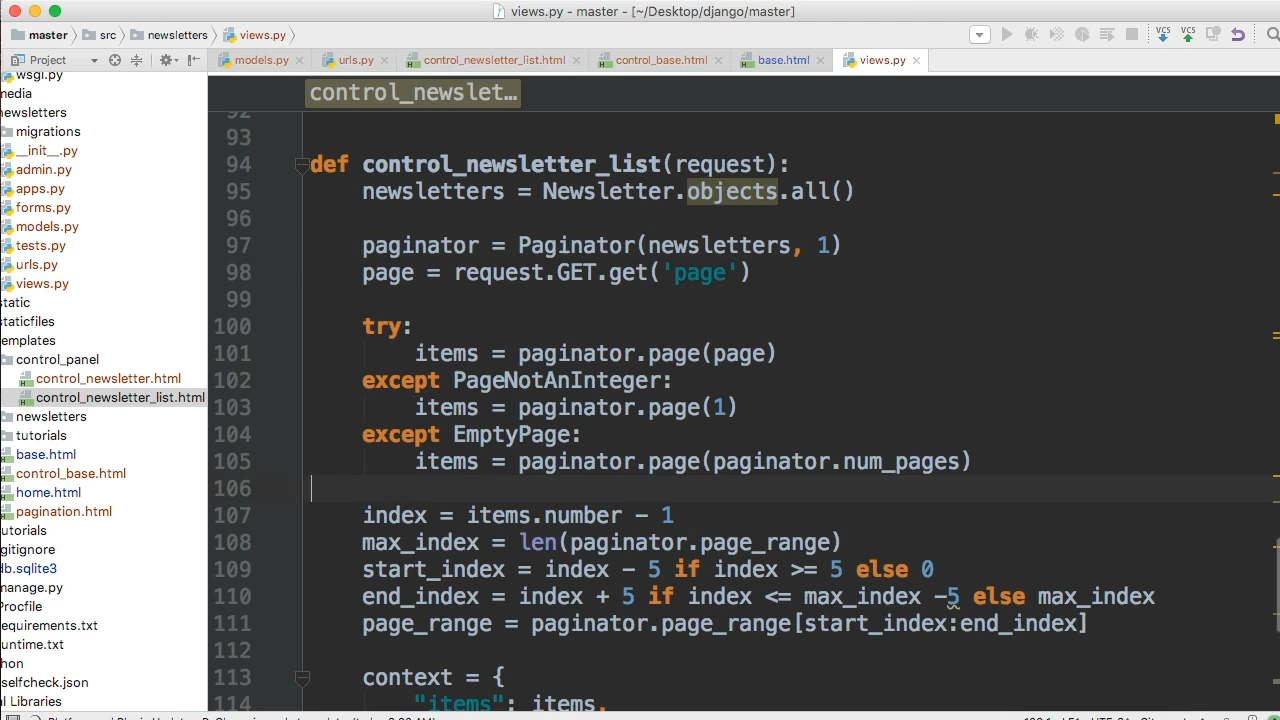 views.py - master - [~/Desktop/django/master]
master src newsletters views.py
VCS VCS
Project models.py urls.py control_newsletter_list.html control_base.html base.html views.py
wsgi.py
media
newsletters
migrations
__init__.py
admin.py
apps.py
forms.py
models.py
tests.py
urls.py
views.py
static
staticfiles
templates
control_panel
control_newsletter.html
control_newsletter_list.html
newsletters
tutorials
base.html
control_base.html
home.html
pagination.html
tutorials
gitignore
db.sqlite3
manage.py
Procfile
requirements.txt
runtime.txt
hon
selfcheck.json
al Libraries
control_newslet…
92
93
94 def control_newsletter_list(request):
95 newsletters = Newsletter.objects.all()
96
97 paginator = Paginator(newsletters, 1)
98 page = request.GET.get('page')
99
100 try:
101 items = paginator.page(page)
102 except PageNotAnInteger:
103 items = paginator.page(1)
104 except EmptyPage:
105 items = paginator.page(paginator.num_pages)
106
107 index = items.number - 1
108 max_index = len(paginator.page_range)
109 start_index = index - 5 if index >= 5 else 0
110 end_index = index + 5 if index <= max_index -5 else max_index
111 page_range = paginator.page_range[start_index:end_index]
112
113 context = {
114 "items": items,